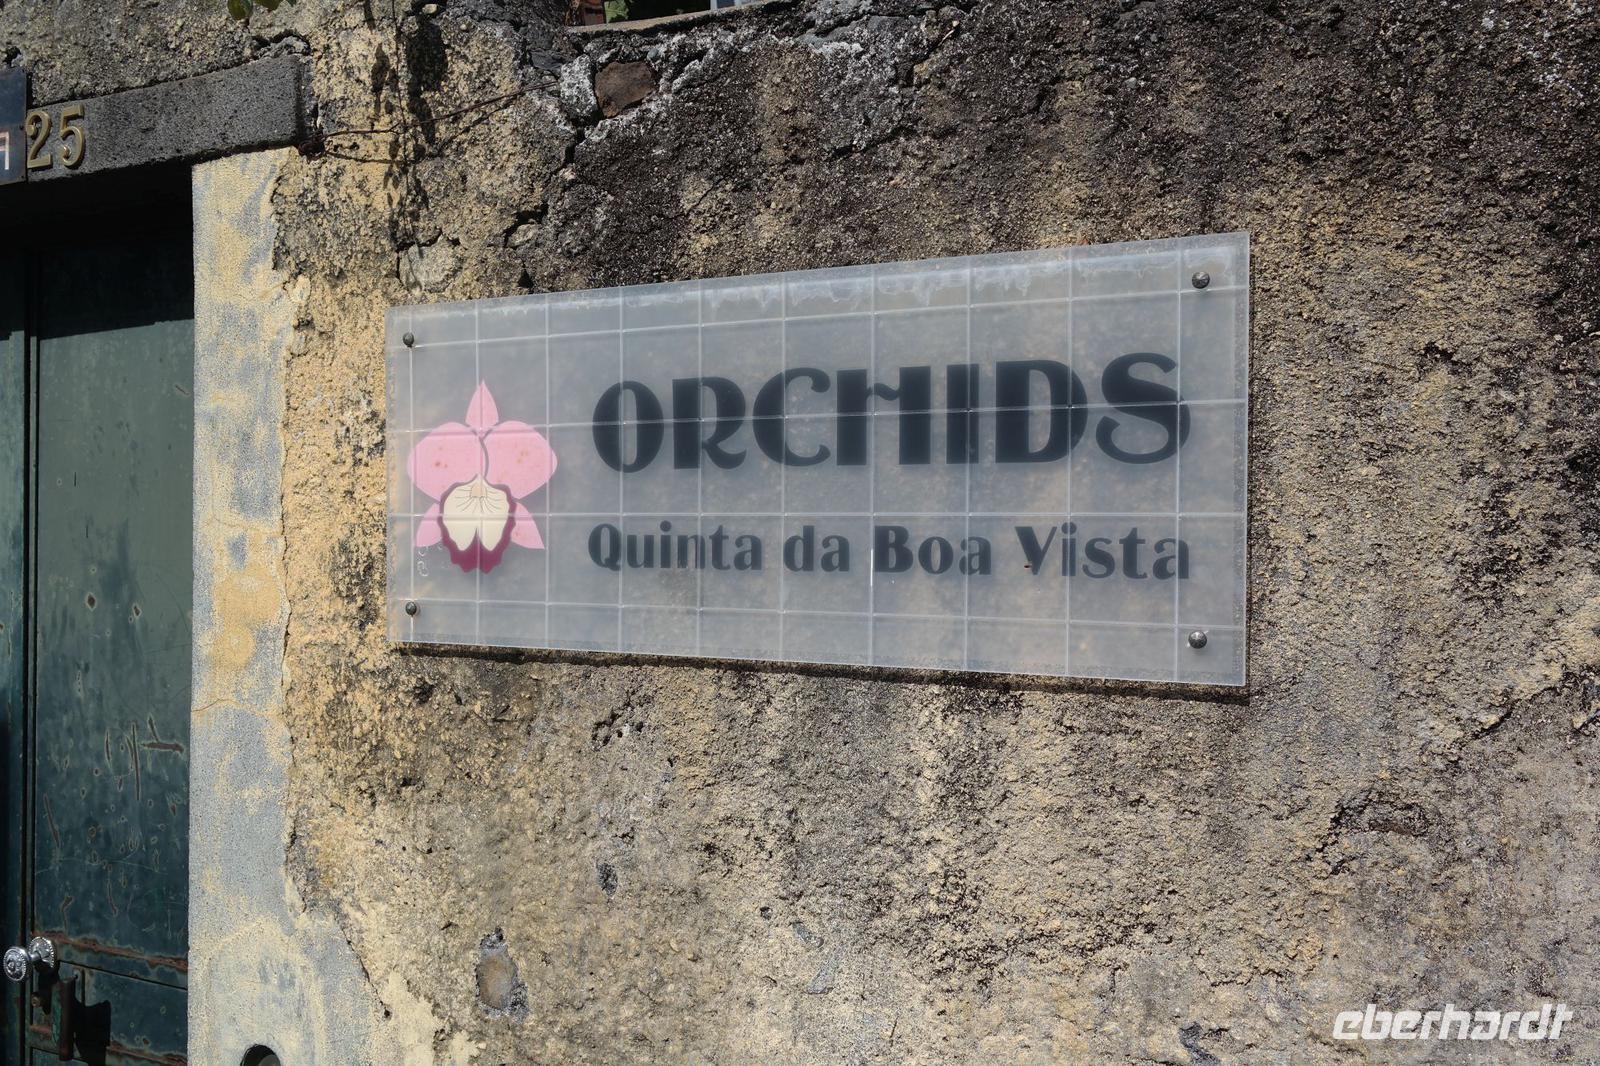 25
ORCHIDS
Quinta da Boa Vista
eberhardt